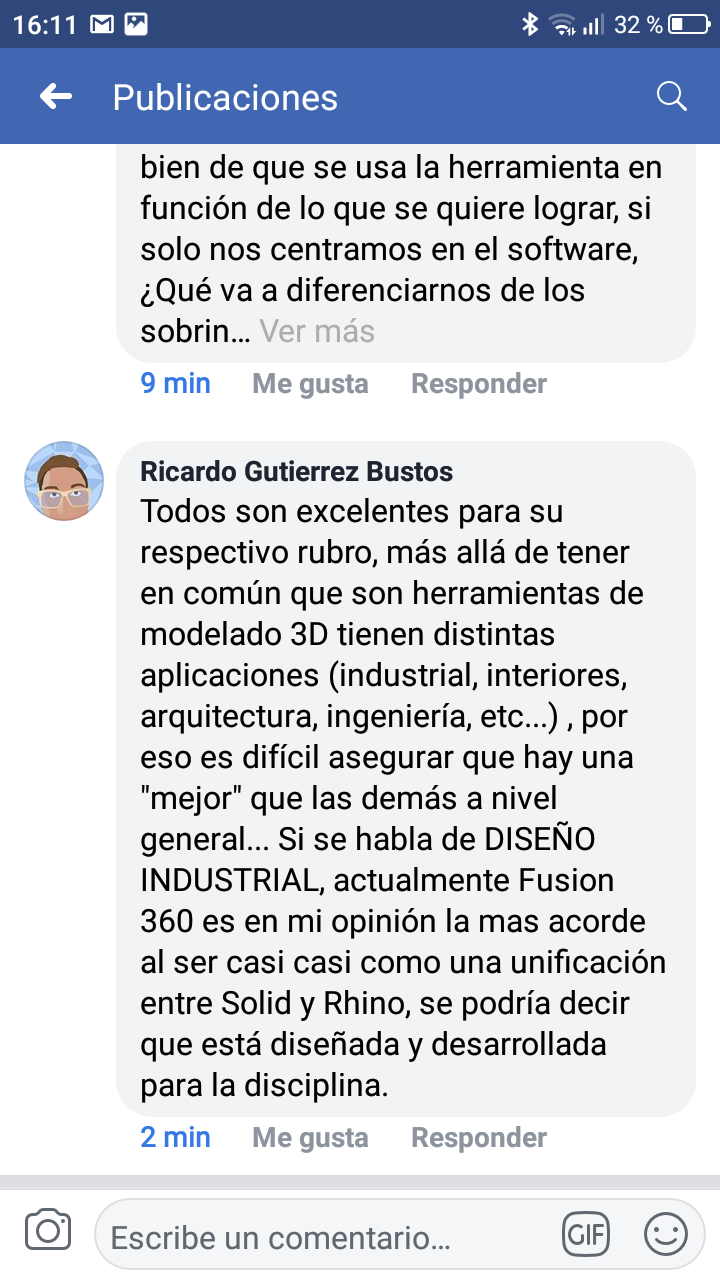 16:11
32 %
Publicaciones
bien de que se usa la herramienta en
función de lo que se quiere lograr, si
solo nos centramos en el software,
¿Qué va a diferenciarnos de los
sobrin... Ver más
9 min Me gusta Responder
Ricardo Gutierrez Bustos
Todos son excelentes para su
respectivo rubro, más allá de tener
en común que son herramientas de
modelado 3D tienen distintas
aplicaciones (industrial, interiores,
arquitectura, ingeniería, etc...) , por
eso es difícil asegurar que hay una
"mejor" que las demás a nivel
general... Si se habla de DISEÑO
INDUSTRIAL, actualmente Fusion
360 es en mi opinión la mas acorde
al ser casi casi como una unificación
entre Solid y Rhino, se podría decir
que está diseñada y desarrollada
para la disciplina.
2 min Me gusta Responder
Escribe un comentario... GIF